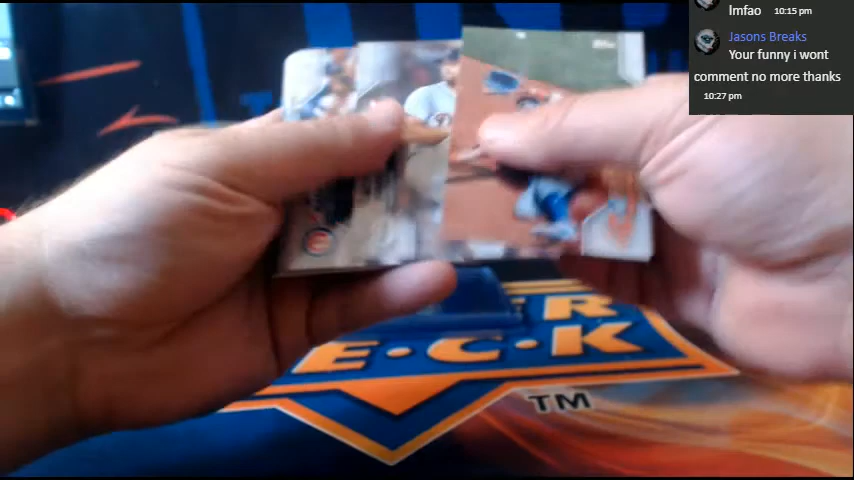 lmfao 10:15 pm
Jasons Breaks
Your funny i wont
comment no more thanks
10:27 pm
E·C·K
TM